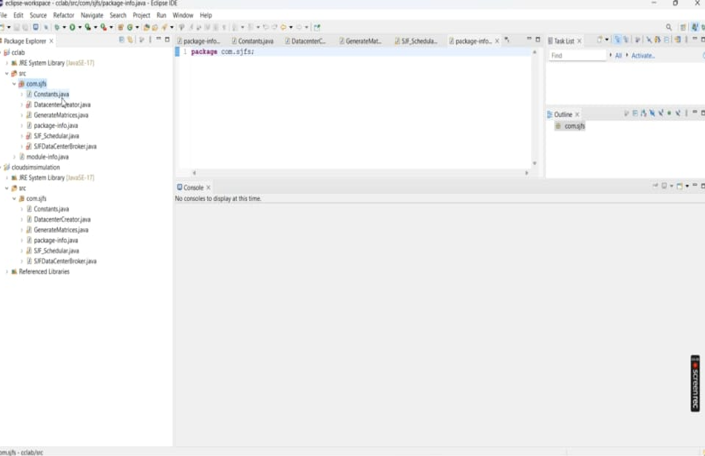 eclipse-workspace - cclab/src/com/sjfs/package-info.java - Eclipse IDE
File Edit Source Refactor Navigate Search Project Run Window Help
Package Explorer
cclab
JRE System Library [JavaSE-17]
src
com.sjfs
Constants.java
DatacenterCreator.java
GenerateMatrices.java
package-info.java
SJF_Schedular.java
SJFDataCenterBroker.java
module-info.java
cloudsimsimulation
JRE System Library [JavaSE-17]
src
com.sjfs
Constants.java
DatacenterCreator.java
GenerateMatrices.java
package-info.java
SJF_Schedular.java
SJFDataCenterBroker.java
Referenced Libraries
package-info... Constants.java DatacenterC... GenerateMat... SJF_Schedula... package-info...
1 package com.sjfs;
Task List
Find All Activate...
Outline
com.sjfs
Console
No consoles to display at this time.
screenrec
com.sjfs - cclab/src